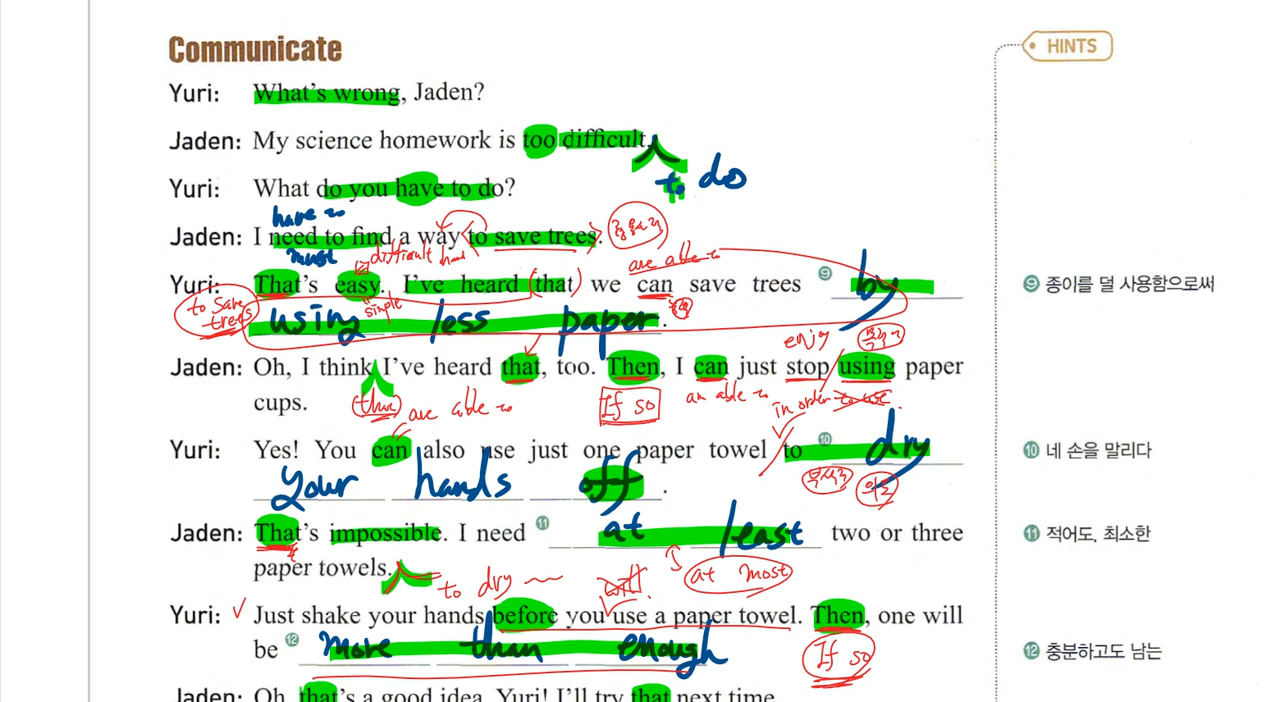 Communicate
HINTS
Yuri: What's wrong, Jaden?
Jaden: My science homework is too difficult.
to do
Yuri: What do you have to do?
have to
Jaden: I need to find a way to save trees.
must
difficult hard
are able to
Yuri: That's easy. I've heard (that) we can save trees ⑨ by
⑨ 종이를 덜 사용함으로써
to save trees
simple
using less paper.
enjoy
Jaden: Oh, I think I've heard that, too. Then, I can just stop using paper
cups.
are able to
If so
am able to
in order to use
Yuri: Yes! You can also use just one paper towel to ⑩ dry
⑩ 네 손을 말리다
your hands off.
부사적
Jaden: That's impossible. I need ⑪ at least two or three
⑪ 적어도, 최소한
paper towels.
to dry
will
at most
Yuri: Just shake your hands before you use a paper towel. Then, one will
be ⑫ more than enough
⑫ 충분하고도 남는
If so
Jaden: Oh, that's a good idea, Yuri! I'll try that next time.